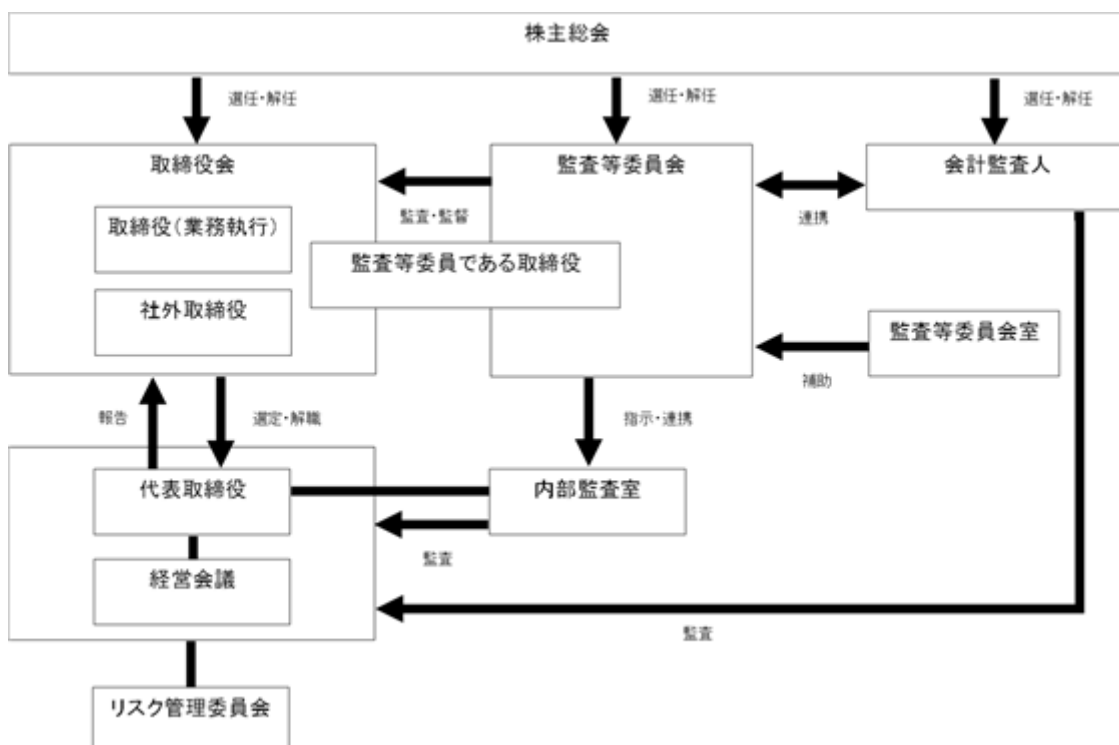 株主総会
選任・解任
選任・解任
選任・解任
取締役会
監査等委員会
会計監査人
取締役（業務執行）
監査・監督
連携
監査等委員である取締役
社外取締役
監査等委員会室
補助
報告
選定・解職
指示・連携
代表取締役
内部監査室
監査
経営会議
監査
リスク管理委員会